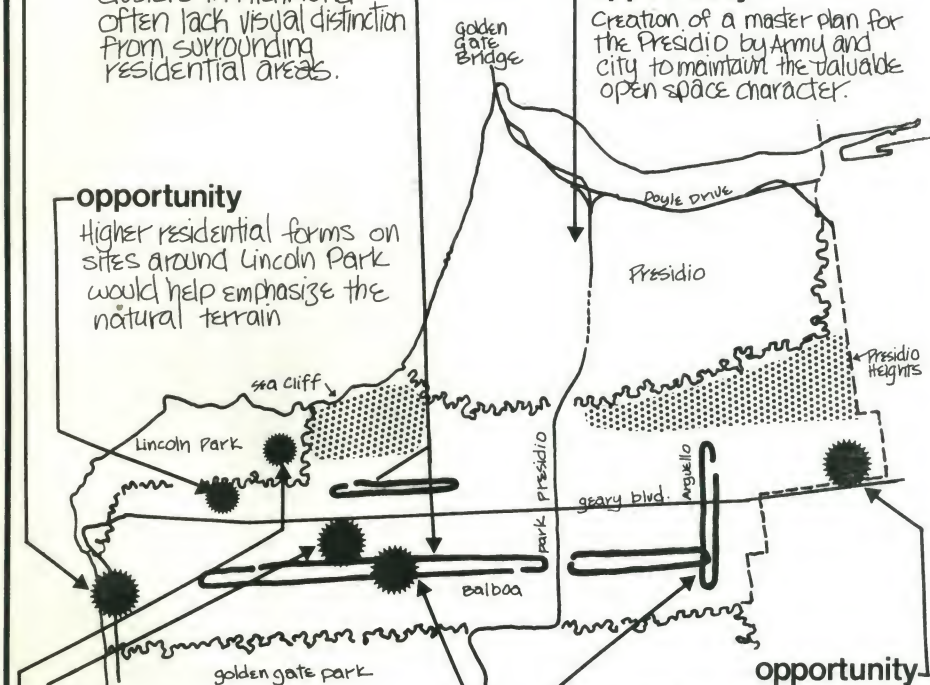 often lack visual distinction
from surrounding
residential areas.
golden
Gate
Bridge
Creation of a master plan for
the Presidio by Army and
city to maintain the valuable
open space character.
opportunity
Higher residential forms on
sites around Lincoln Park
would help emphasize the
natural terrain
Doyle Drive
Presidio
Presidio
Heights
sea Cliff
Lincoln Park
park presidio
geary blvd.
Arguello
Balboa
golden gate park
opportunity